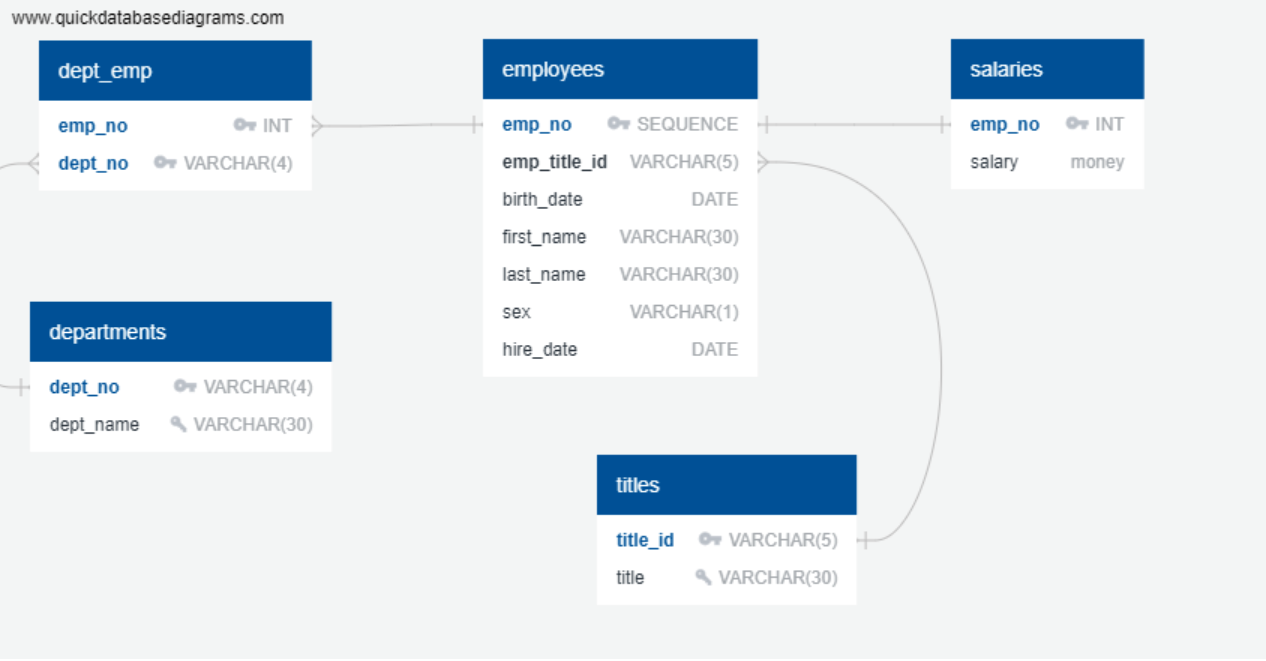 www.quickdatabasediagrams.com
dept_emp
emp_no INT
dept_no VARCHAR(4)
employees
emp_no SEQUENCE
emp_title_id VARCHAR(5)
birth_date DATE
first_name VARCHAR(30)
last_name VARCHAR(30)
sex VARCHAR(1)
hire_date DATE
salaries
emp_no INT
salary money
departments
dept_no VARCHAR(4)
dept_name VARCHAR(30)
titles
title_id VARCHAR(5)
title VARCHAR(30)